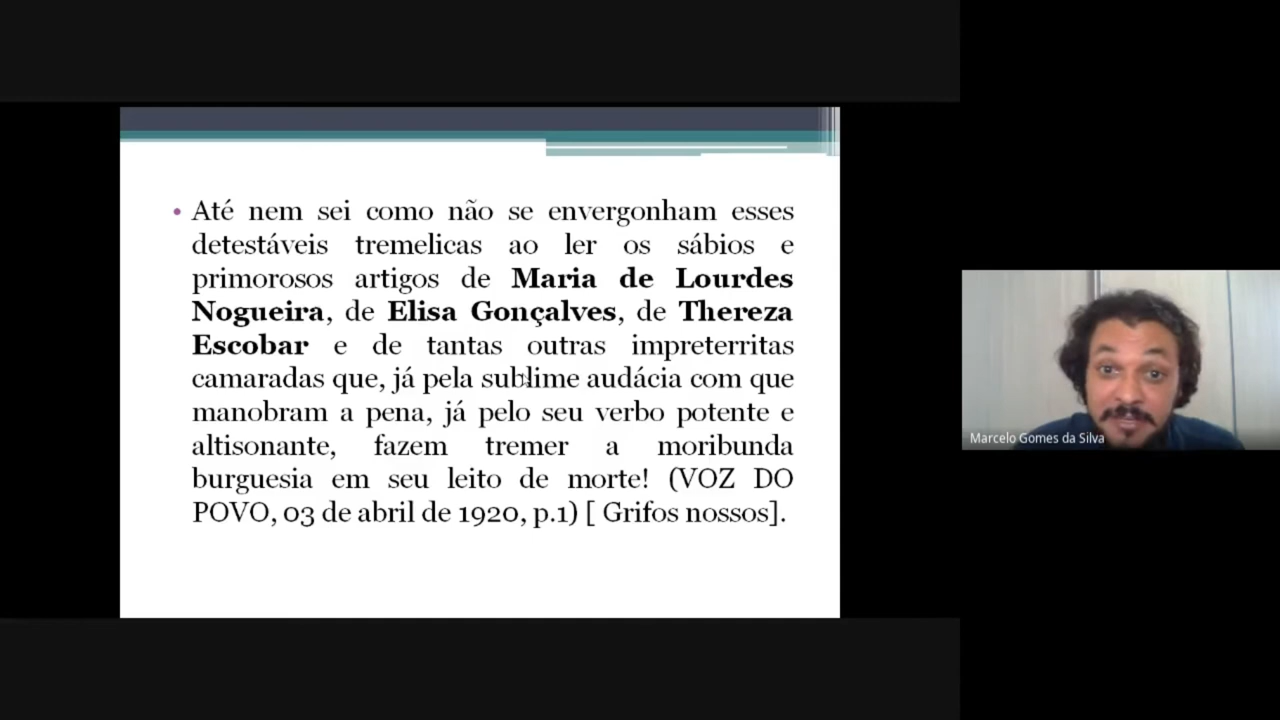 • Até nem sei como não se envergonham esses
detestáveis tremelicas ao ler os sábios e
primorosos artigos de Maria de Lourdes
Nogueira, de Elisa Gonçalves, de Thereza
Escobar e de tantas outras impreterritas
camaradas que, já pela sublime audácia com que
manobram a pena, já pelo seu verbo potente e
altisonante, fazem tremer a moribunda
burguesia em seu leito de morte! (VOZ DO
POVO, 03 de abril de 1920, p.1) [ Grifos nossos].
Marcelo Gomes da Silva